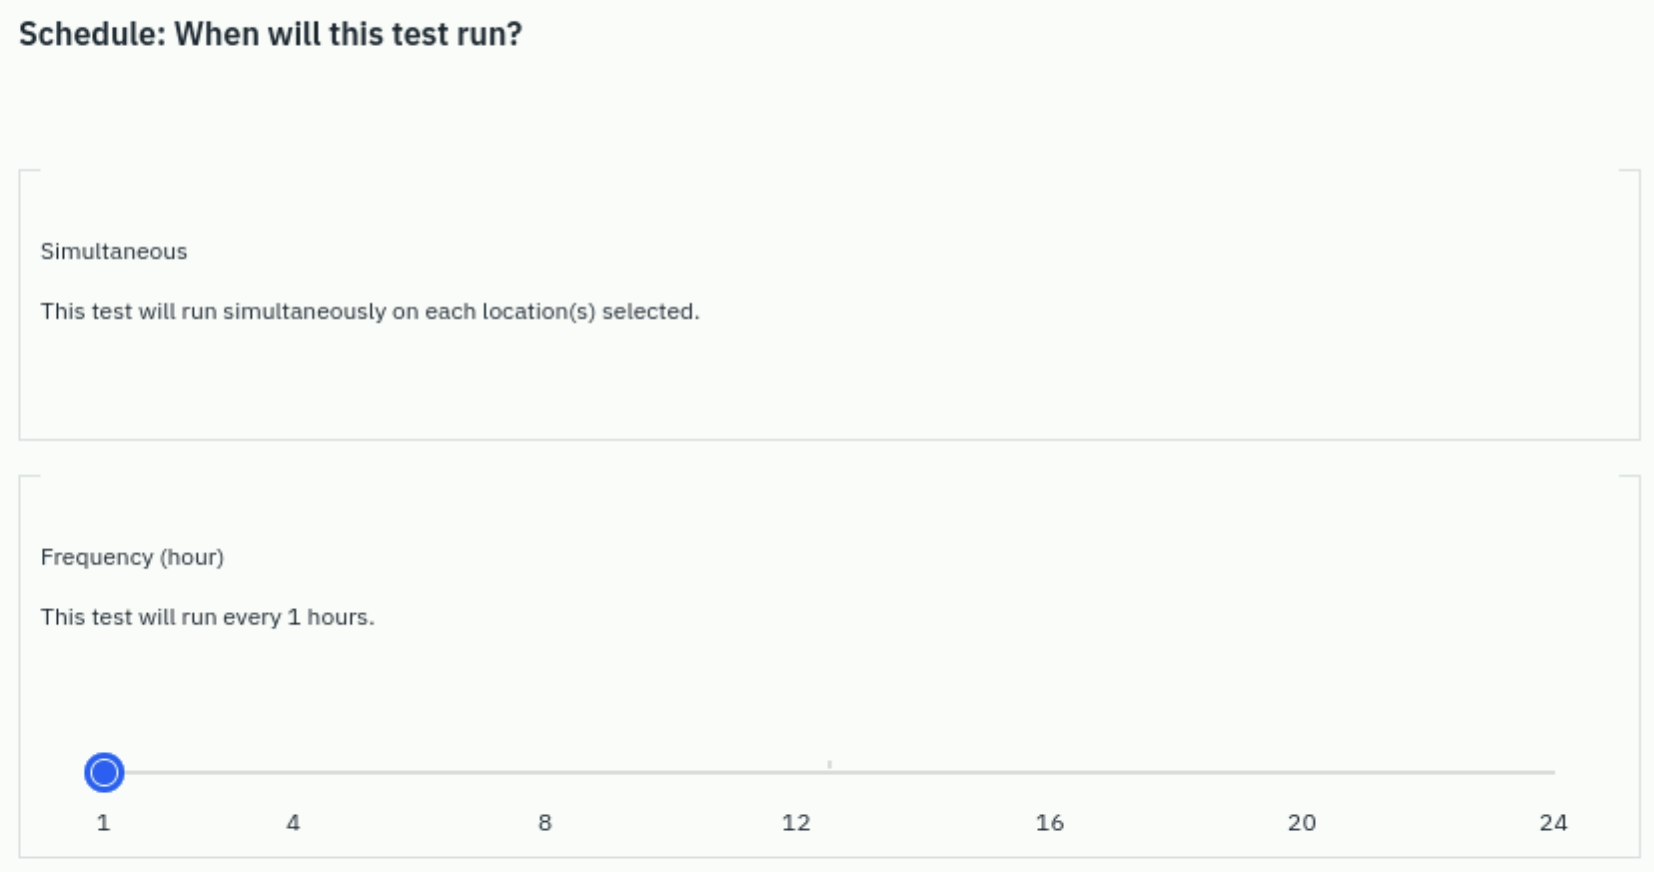 Schedule: When will this test run?
Simultaneous
This test will run simultaneously on each location(s) selected.
Frequency (hour)
This test will run every 1 hours.
1 4 8 12 16 20 24